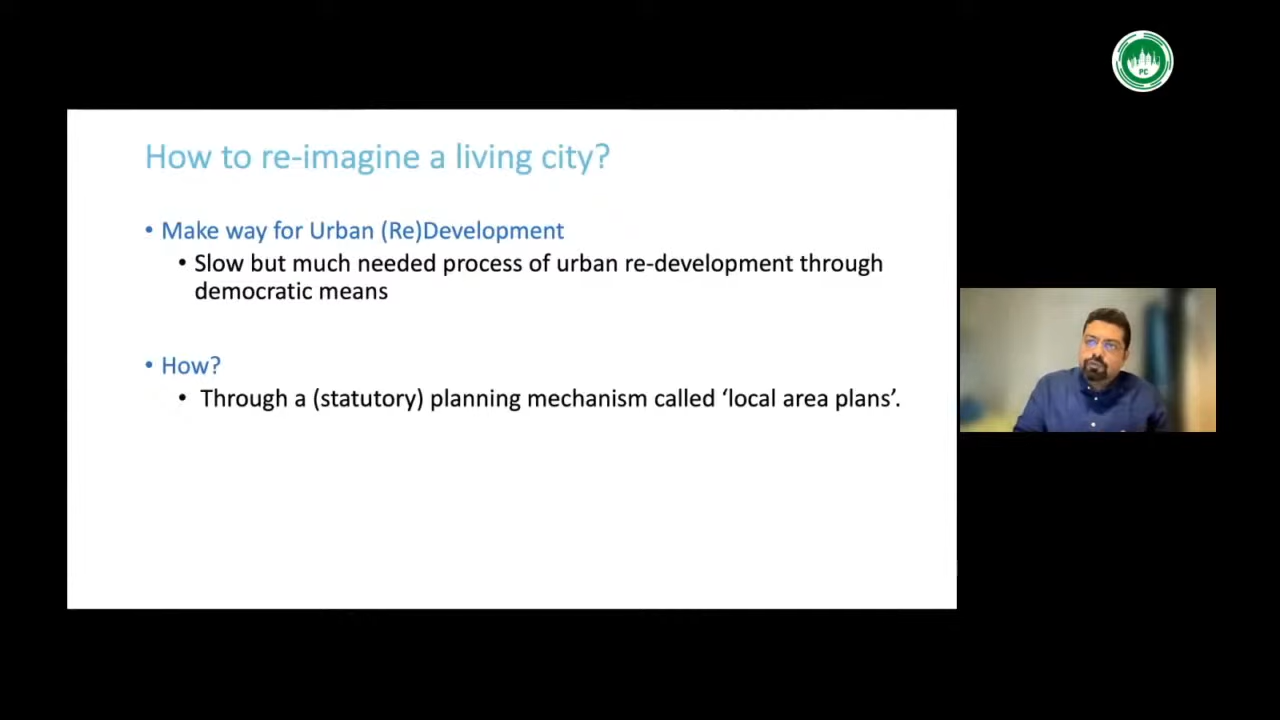 PC
How to re-imagine a living city?
• Make way for Urban (Re)Development
• Slow but much needed process of urban re-development through
democratic means
• How?
• Through a (statutory) planning mechanism called ‘local area plans’.